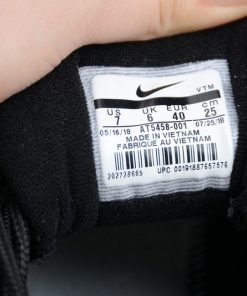 VTM
US UK EUR cm
7 6 40 25
05/16/18 AT5458-001 07/25/18
MADE IN VIETNAM
FABRIQUE AU VIETNAM
202728665 UPC 00191887657576